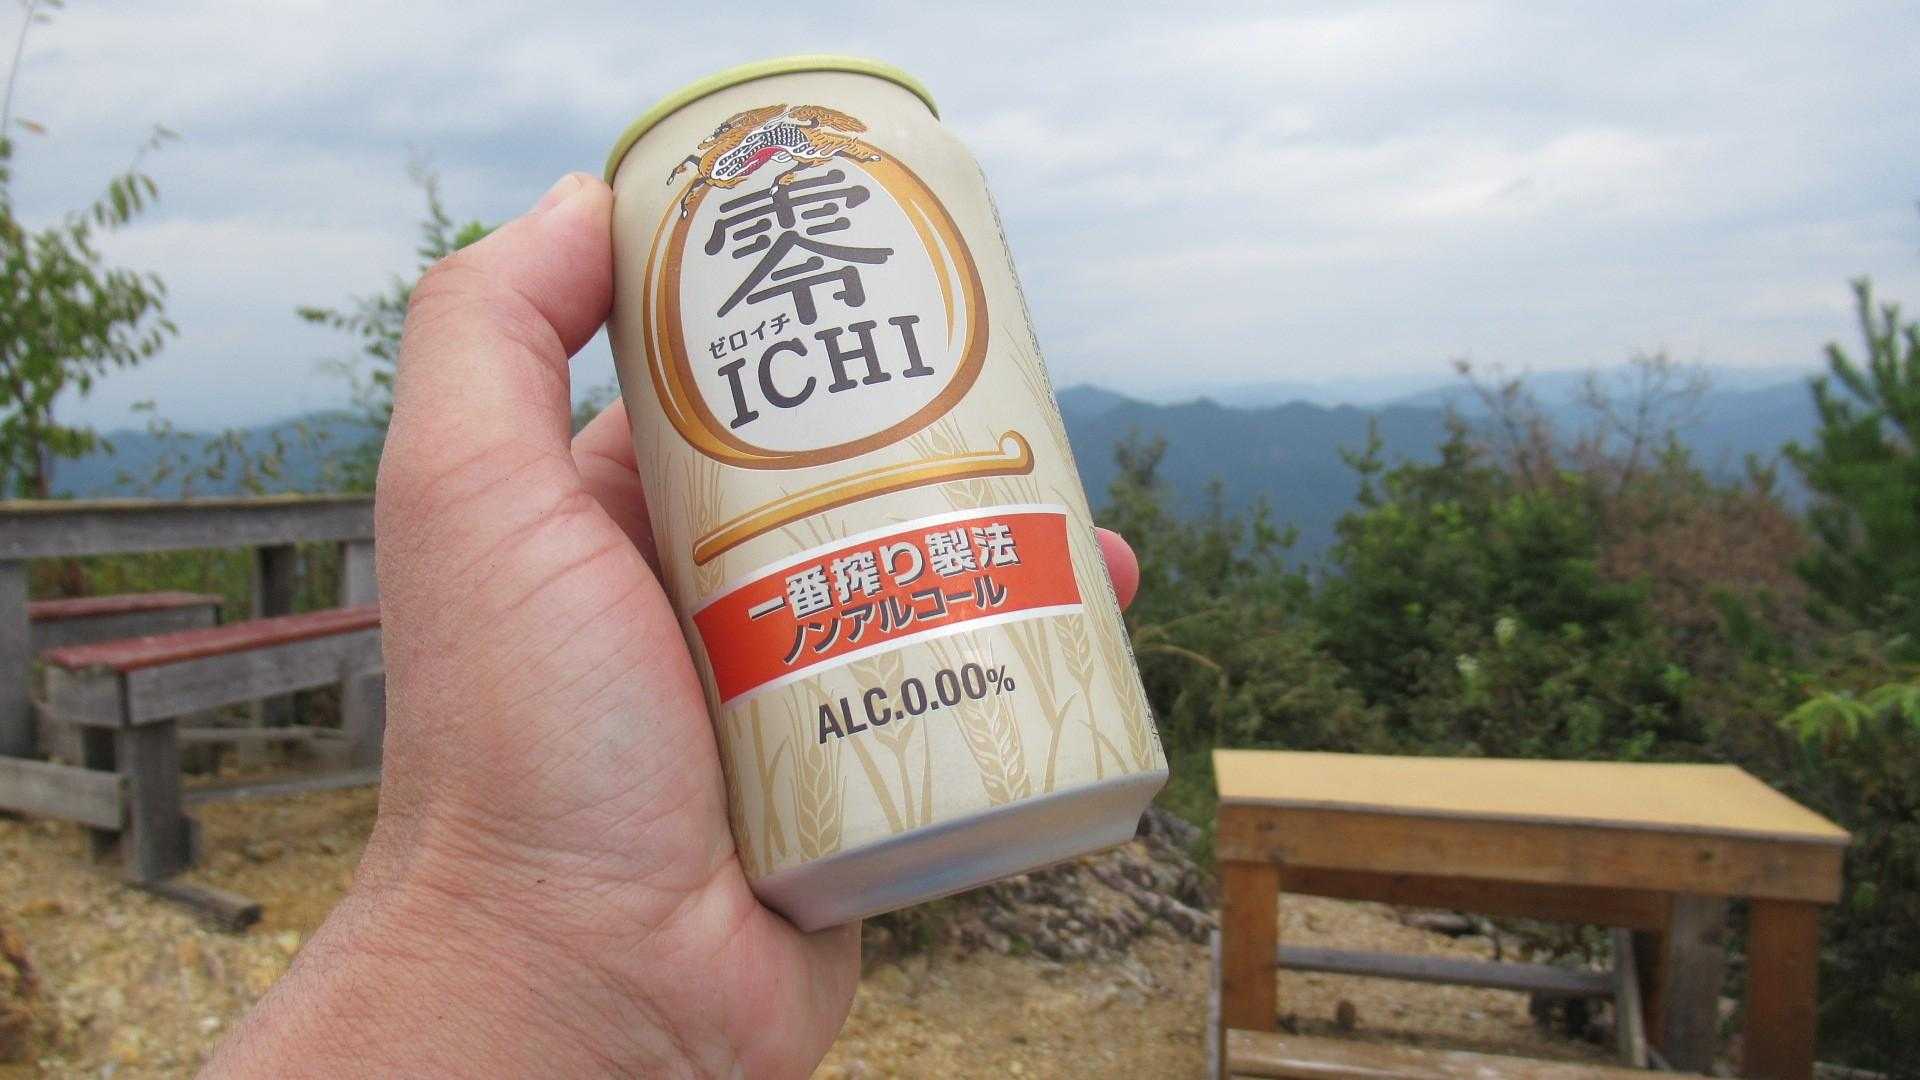 零
ゼロイチ
ICHI
一番搾り製法
ノンアルコール
ALC.0.00%